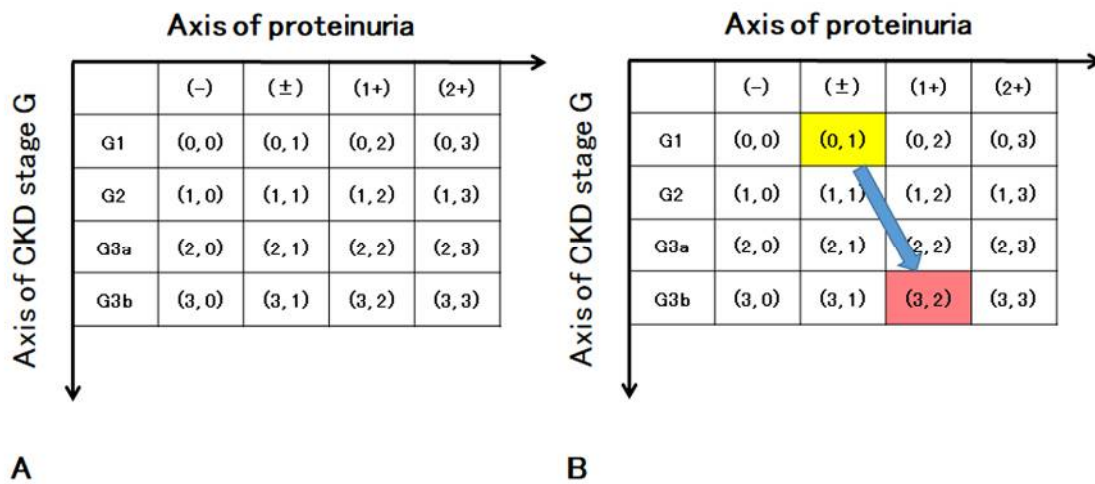 Axis of proteinuria
Axis of CKD stage G
(-) (±) (1+) (2+)
G1 (0, 0) (0, 1) (0, 2) (0, 3)
G2 (1, 0) (1, 1) (1, 2) (1, 3)
G3a (2, 0) (2, 1) (2, 2) (2, 3)
G3b (3, 0) (3, 1) (3, 2) (3, 3)
A
Axis of proteinuria
Axis of CKD stage G
(-) (±) (1+) (2+)
G1 (0, 0) (0, 1) (0, 2) (0, 3)
G2 (1, 0) (1, 1) (1, 2) (1, 3)
G3a (2, 0) (2, 1) (2, 2) (2, 3)
G3b (3, 0) (3, 1) (3, 2) (3, 3)
B